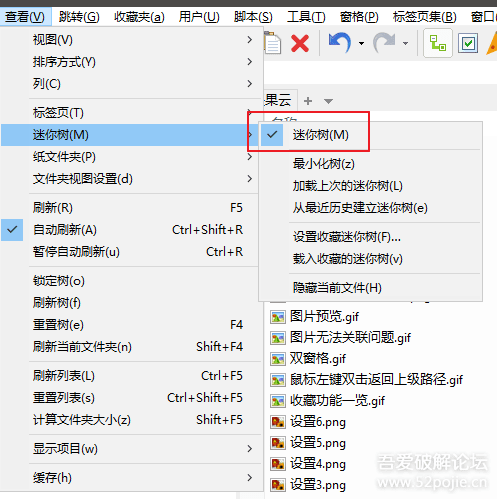 查看(V) 跳转(G) 收藏夹(a) 用户(U) 脚本(S) 工具(T) 窗格(P) 标签页集(B) 窗口
视图(V)
排序方式(Y)
列(C)
标签页(T)
迷你树(M)
纸文件夹(P)
文件夹视图设置(d)
刷新(R) F5
自动刷新(A) Ctrl+Shift+R
暂停自动刷新(u) Ctrl+R
锁定树(o)
刷新树(f)
重置树(e) F4
刷新当前文件夹(n) Shift+F4
刷新列表(L) Ctrl+F5
重置列表(s) Ctrl+Shift+F5
计算文件夹大小(z) Shift+F5
显示项目(w)
缓存(h)
果云
迷你树(M)
最小化树(z)
加载上次的迷你树(L)
从最近历史建立迷你树(e)
设置收藏迷你树(F)...
载入收藏的迷你树(v)
隐藏当前文件(H)
图片预览.gif
图片无法关联问题.gif
双窗格.gif
鼠标左键双击返回上级路径.gif
收藏功能一览.gif
设置6.png
设置5.png
设置4.png
设置3.png
吾爱破解论坛
www.52pojie.cn